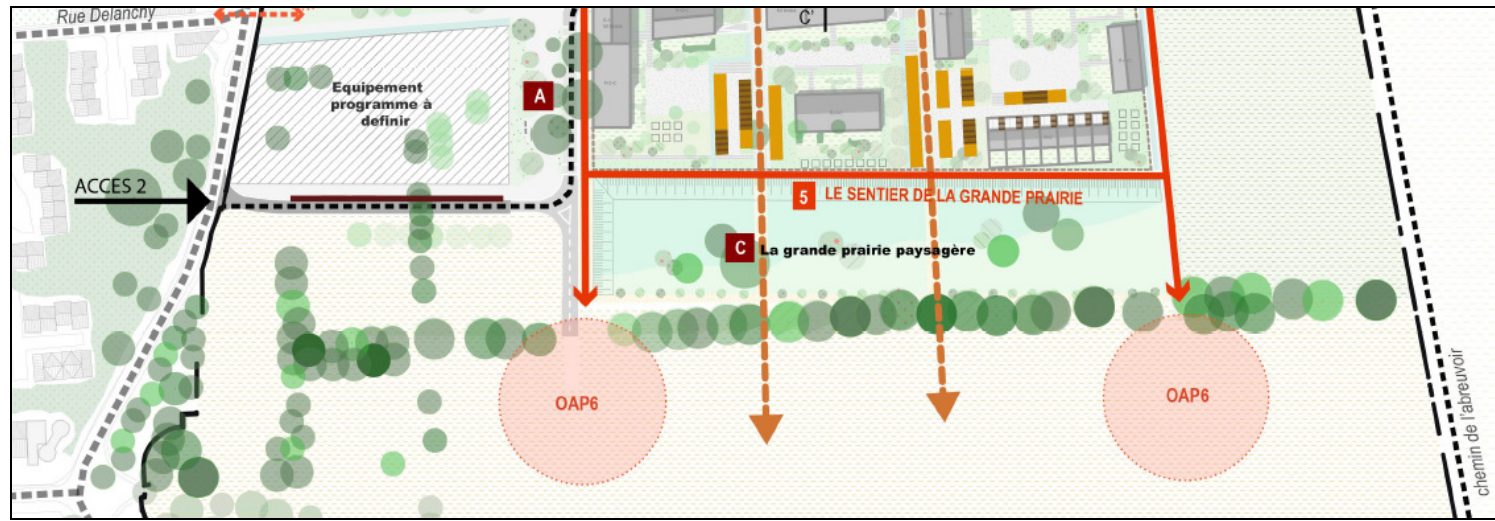 Rue Delanchy
C'
Equipement
programme à
definir
A
ACCES 2
5 LE SENTIER DE LA GRANDE PRAIRIE
C La grande prairie paysagère
OAP6
OAP6
chemin de l'abreuvoir